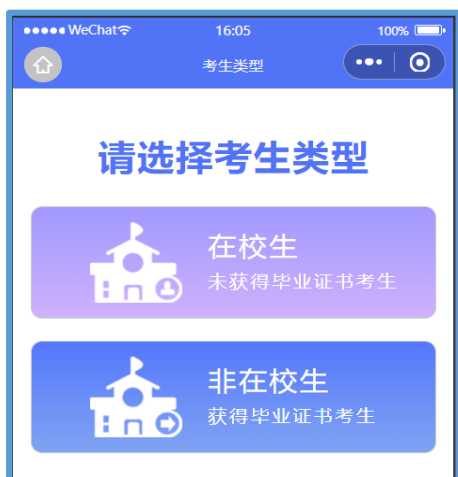 WeChat
16:05
100%
考生类型
请选择考生类型
在校生
未获得毕业证书考生
非在校生
获得毕业证书考生